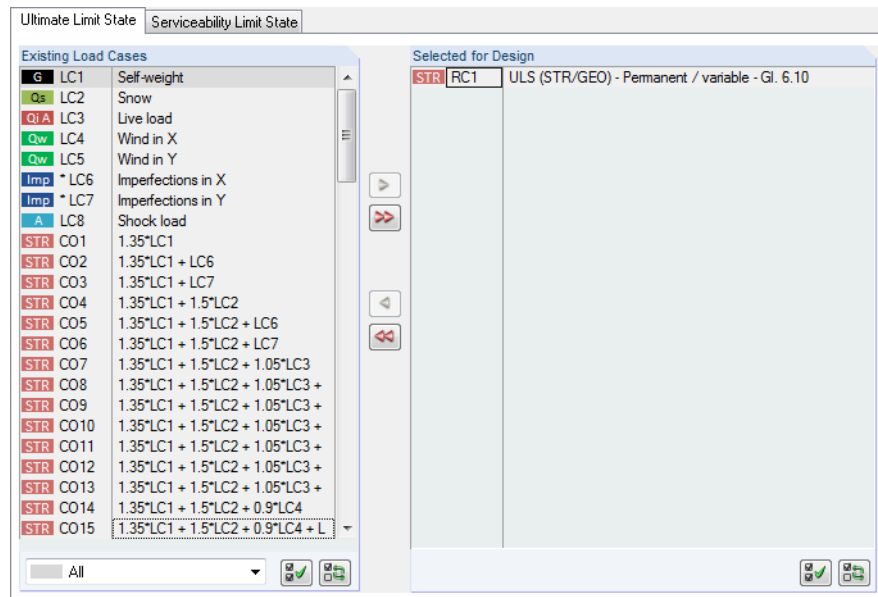 Ultimate Limit State Serviceability Limit State
Existing Load Cases Selected for Design
G LC1 Self-weight STR RC1 ULS (STR/GEO) - Permanent / variable - Gl. 6.10
Qs LC2 Snow
Qi A LC3 Live load
Qw LC4 Wind in X
Qw LC5 Wind in Y
Imp * LC6 Imperfections in X
Imp * LC7 Imperfections in Y
A LC8 Shock load
STR CO1 1.35*LC1
STR CO2 1.35*LC1 + LC6
STR CO3 1.35*LC1 + LC7
STR CO4 1.35*LC1 + 1.5*LC2
STR CO5 1.35*LC1 + 1.5*LC2 + LC6
STR CO6 1.35*LC1 + 1.5*LC2 + LC7
STR CO7 1.35*LC1 + 1.5*LC2 + 1.05*LC3
STR CO8 1.35*LC1 + 1.5*LC2 + 1.05*LC3 +
STR CO9 1.35*LC1 + 1.5*LC2 + 1.05*LC3 +
STR CO10 1.35*LC1 + 1.5*LC2 + 1.05*LC3 +
STR CO11 1.35*LC1 + 1.5*LC2 + 1.05*LC3 +
STR CO12 1.35*LC1 + 1.5*LC2 + 1.05*LC3 +
STR CO13 1.35*LC1 + 1.5*LC2 + 1.05*LC3 +
STR CO14 1.35*LC1 + 1.5*LC2 + 0.9*LC4
STR CO15 1.35*LC1 + 1.5*LC2 + 0.9*LC4 + L
All